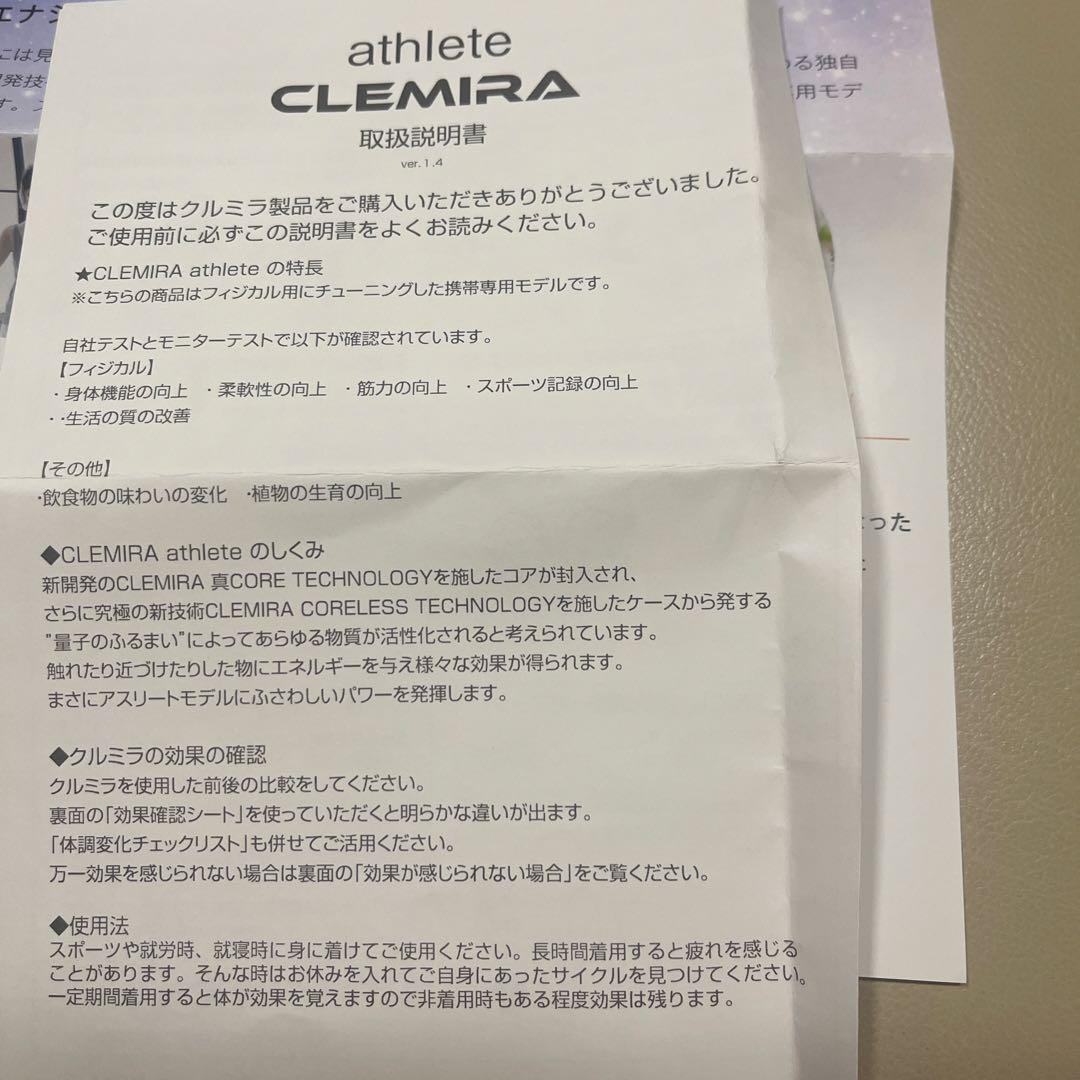 athlete
CLEMIRA
取扱説明書
ver. 1.4
この度はクルミラ製品をご購入いただきありがとうございました。
ご使用前に必ずこの説明書をよくお読みください。
★CLEMIRA athlete の特長
※こちらの商品はフィジカル用にチューニングした携帯専用モデルです。
自社テストとモニターテストで以下が確認されています。
【フィジカル】
・身体機能の向上 ・柔軟性の向上 ・筋力の向上 ・スポーツ記録の向上
・・生活の質の改善
【その他】
・飲食物の味わいの変化 ・植物の生育の向上
◆CLEMIRA athlete のしくみ
新開発のCLEMIRA 真CORE TECHNOLOGYを施したコアが封入され、
さらに究極の新技術CLEMIRA CORELESS TECHNOLOGYを施したケースから発する
"量子のふるまい"によってあらゆる物質が活性化されると考えられています。
触れたり近づけたりした物にエネルギーを与え様々な効果が得られます。
まさにアスリートモデルにふさわしいパワーを発揮します。
◆クルミラの効果の確認
クルミラを使用した前後の比較をしてください。
裏面の「効果確認シート」を使っていただくと明らかな違いが出ます。
「体調変化チェックリスト」も併せてご活用ください。
万一効果を感じられない場合は裏面の「効果が感じられない場合」をご覧ください。
◆使用法
スポーツや就労時、就寝時に身に着けてご使用ください。長時間着用すると疲れを感じる
ことがあります。そんな時はお休みを入れてご自身にあったサイクルを見つけてください。
一定期間着用すると体が効果を覚えますので非着用時もある程度効果は残ります。
エナジ
には見
発技
す。
る独自
用モデ
った